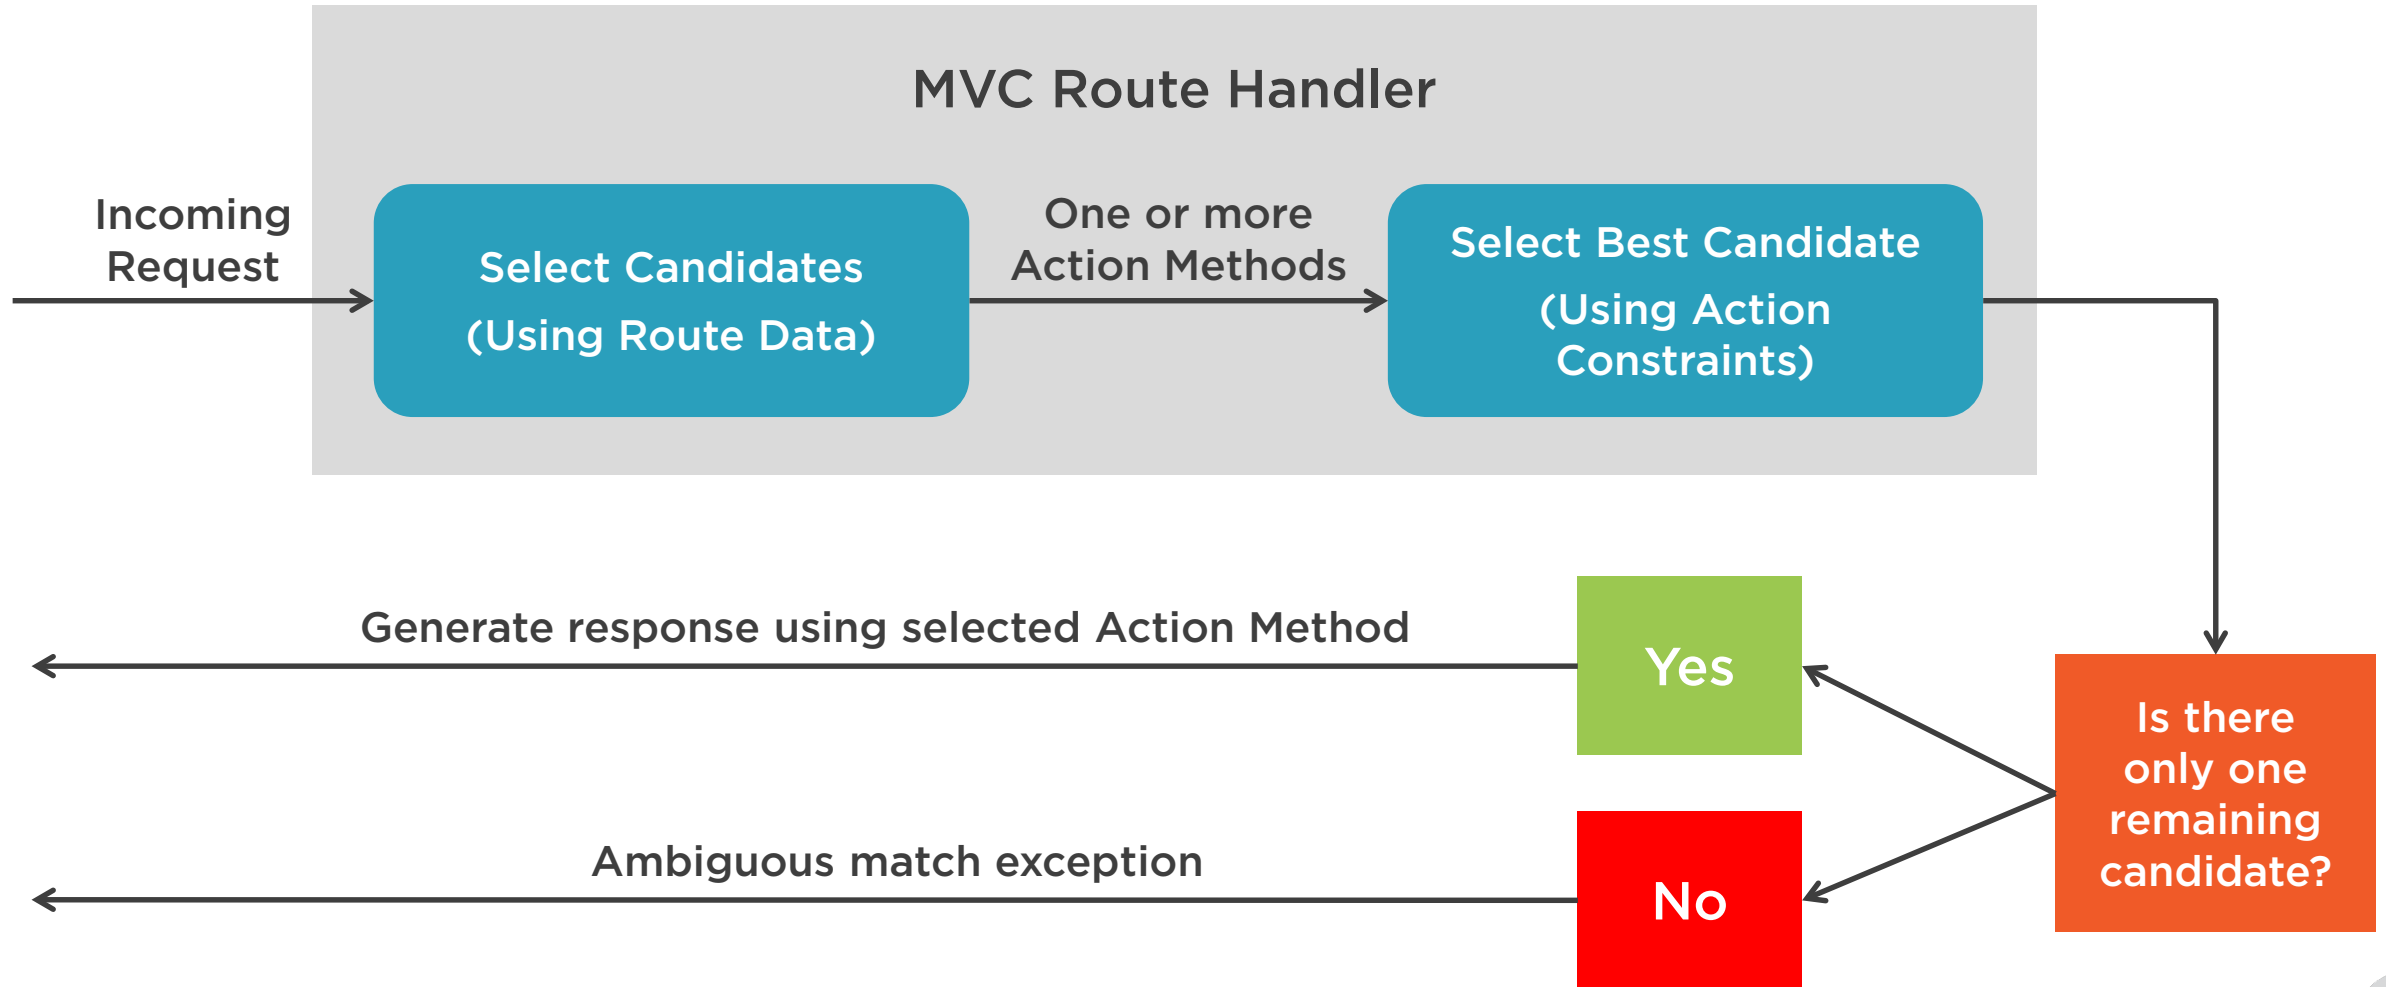 MVC Route Handler
Incoming
Request
Select Candidates
(Using Route Data)
One or more
Action Methods
Select Best Candidate
(Using Action
Constraints)
Generate response using selected Action Method
Yes
Is there
only one
remaining
candidate?
Ambiguous match exception
No